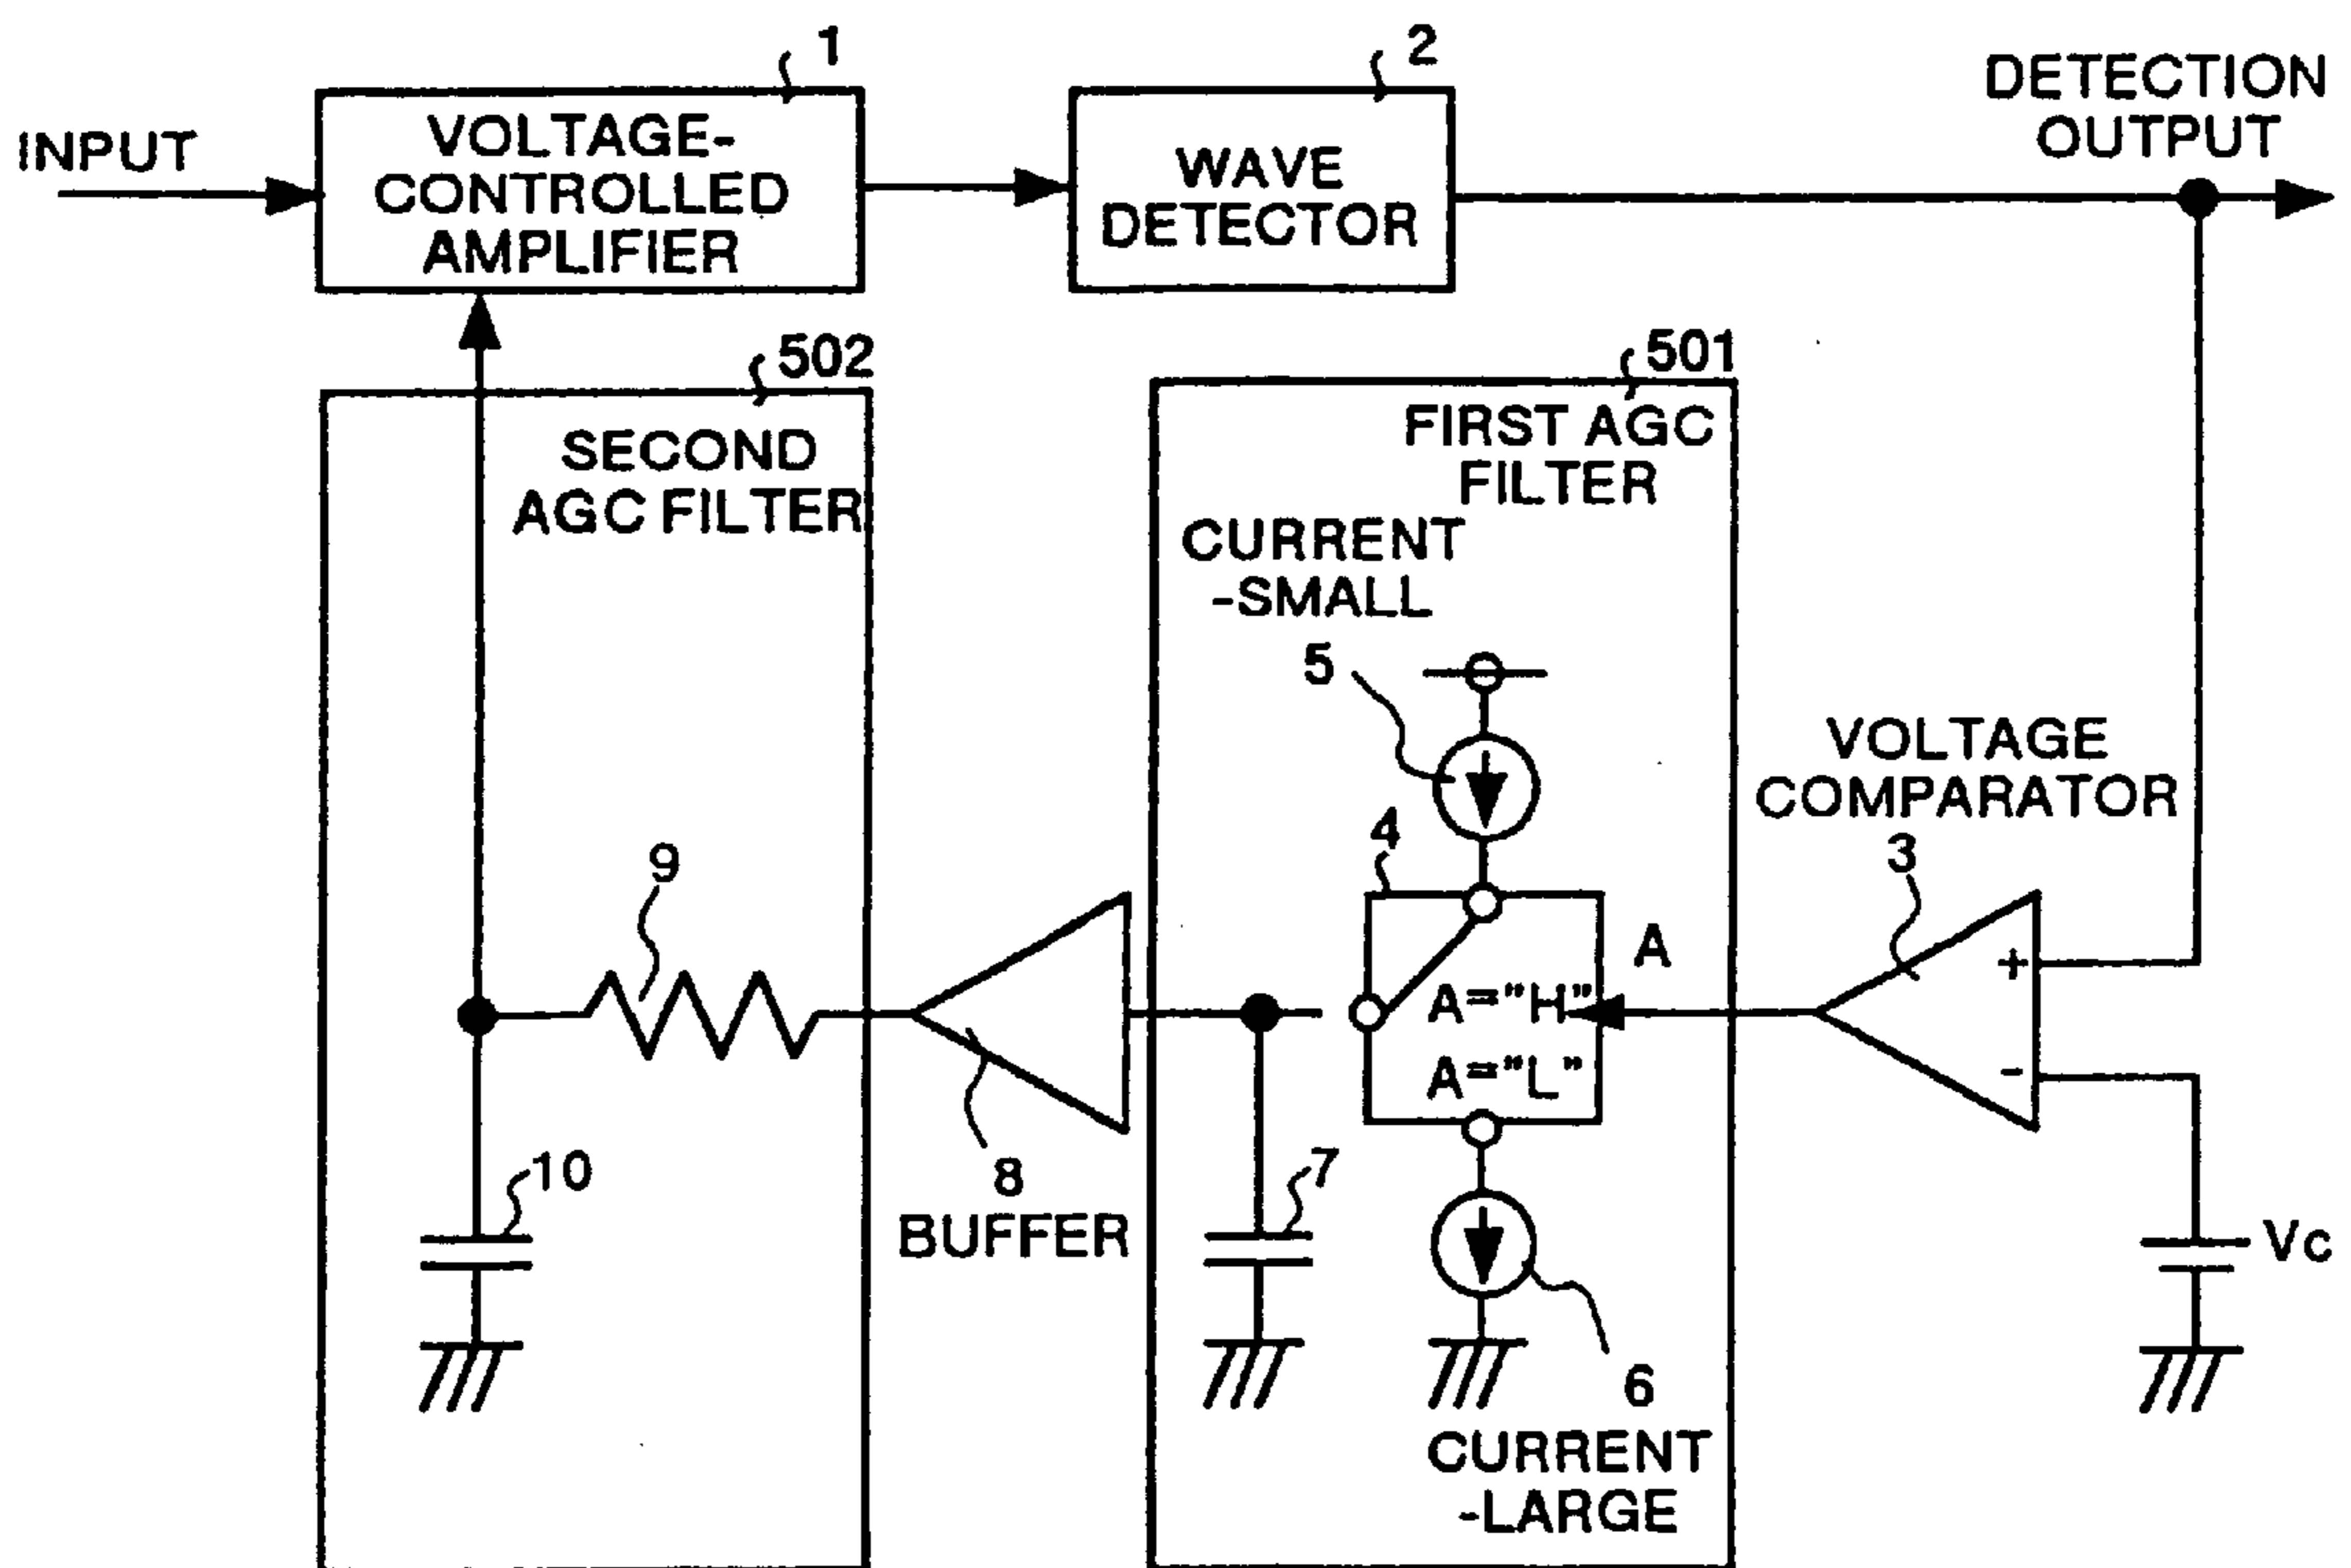 1
2
DETECTION
OUTPUT
INPUT
VOLTAGE-
CONTROLLED
AMPLIFIER
WAVE
DETECTOR
502
501
SECOND
AGC FILTER
FIRST AGC
FILTER
CURRENT
-SMALL
5
VOLTAGE
COMPARATOR
3
4
9
A
+
A="H"
A="L"
-
10
8
BUFFER
7
Vc
6
CURRENT
-LARGE